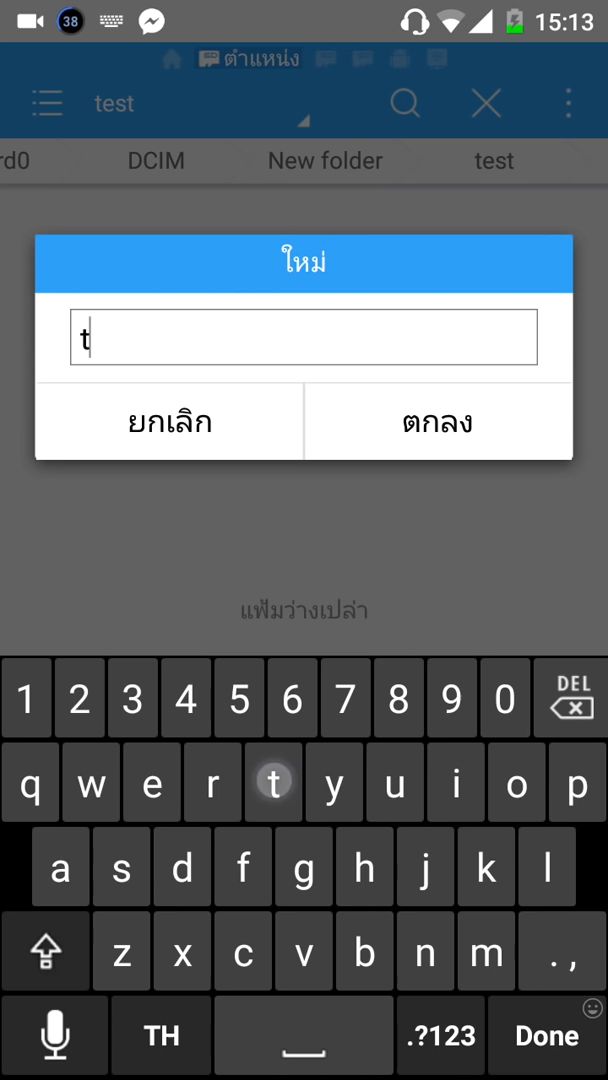 38 15:13
ตำแหน่ง
test
rd0 DCIM New folder test
ใหม่
t
ยกเลิก ตกลง
แฟ้มว่างเปล่า
1 2 3 4 5 6 7 8 9 0 DEL
q w e r t y u i o p
a s d f g h j k l
z x c v b n m . ,
TH .?123 Done